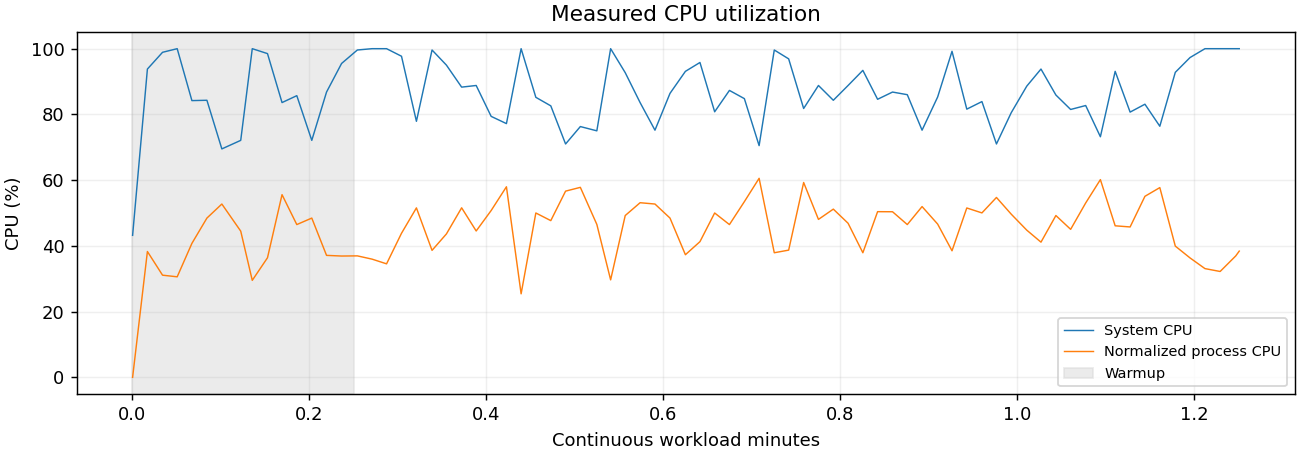 Measured CPU utilization
CPU (%)
100
80
60
40
20
0
0.0 0.2 0.4 0.6 0.8 1.0 1.2
Continuous workload minutes
System CPU
Normalized process CPU
Warmup